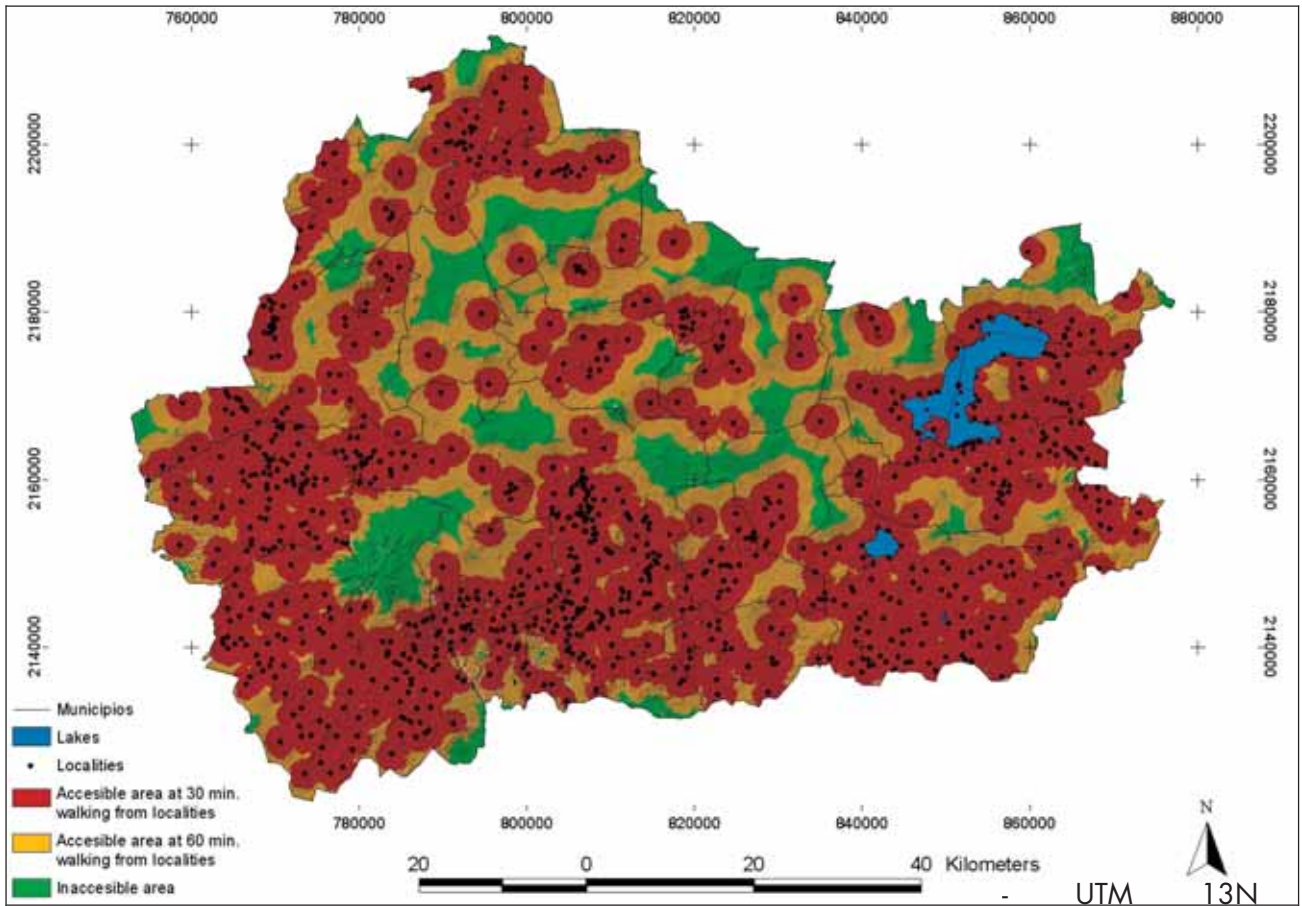 760000 780000 800000 820000 840000 860000 880000
2200000 2200000
2180000 2180000
2160000 2160000
2140000 2140000
Municipios
Lakes
Localities
Accesible area at 30 min.
walking from localities
Accesible area at 60 min.
walking from localities
Inaccesible area
780000 800000 820000 840000 860000
N
20 0 20 40 Kilometers
- UTM 13N